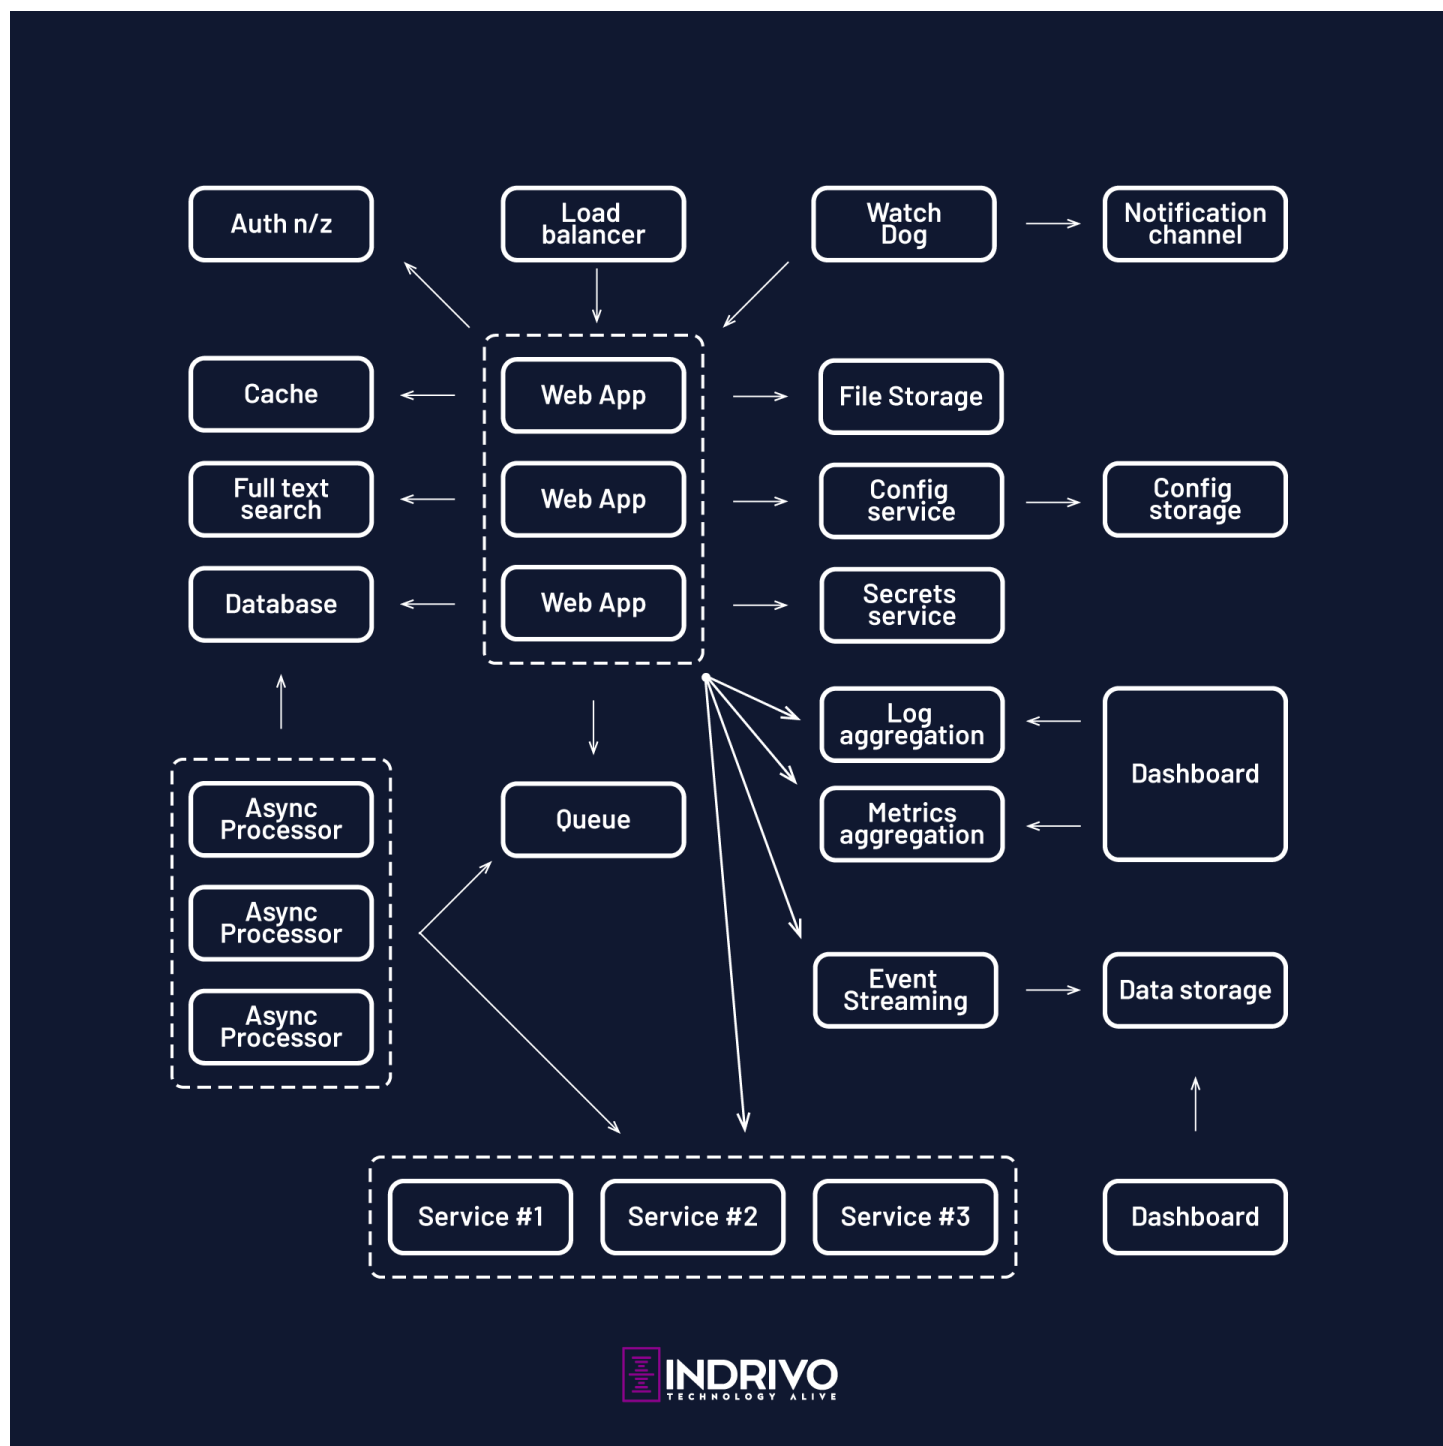 Auth n/z
Load
balancer
Watch
Dog
Notification
channel
Cache
Web App
File Storage
Full text
search
Web App
Config
service
Config
storage
Database
Web App
Secrets
service
Log
aggregation
Dashboard
Async
Processor
Queue
Metrics
aggregation
Async
Processor
Event
Streaming
Data storage
Async
Processor
Service #1
Service #2
Service #3
Dashboard
INDRIVO
TECHNOLOGY ALIVE